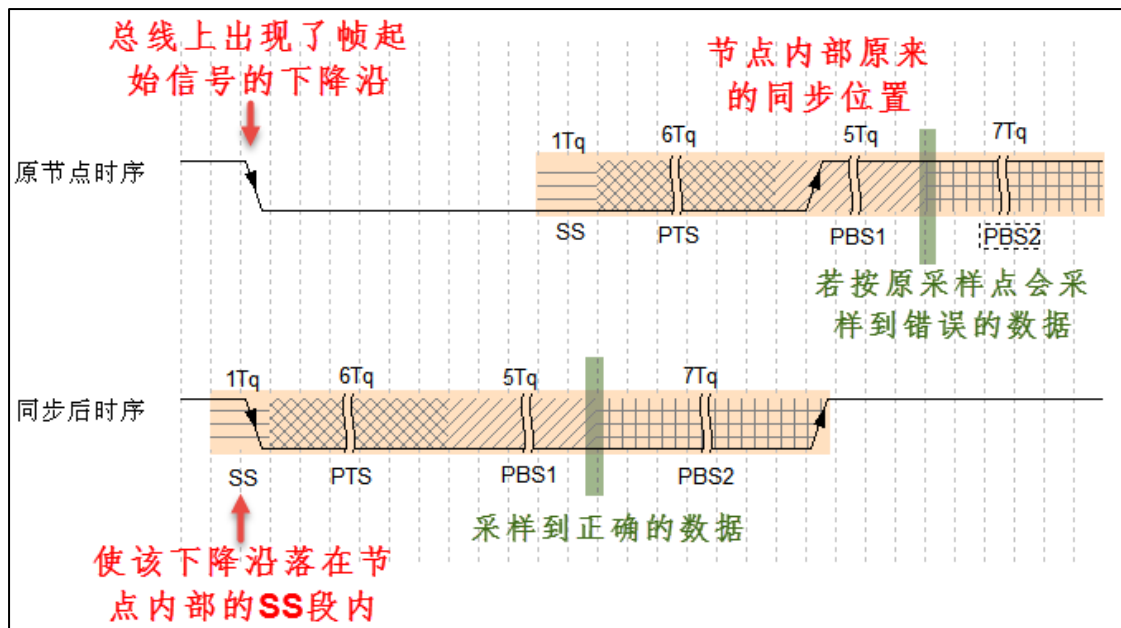 总线上出现了帧起
始信号的下降沿
节点内部原来
的同步位置
1Tq
6Tq
5Tq
7Tq
原节点时序
SS
PTS
PBS1
PBS2
若按原采样点会采
样到错误的数据
1Tq
6Tq
5Tq
7Tq
同步后时序
SS
PTS
PBS1
PBS2
采样到正确的数据
使该下降沿落在节
点内部的SS段内